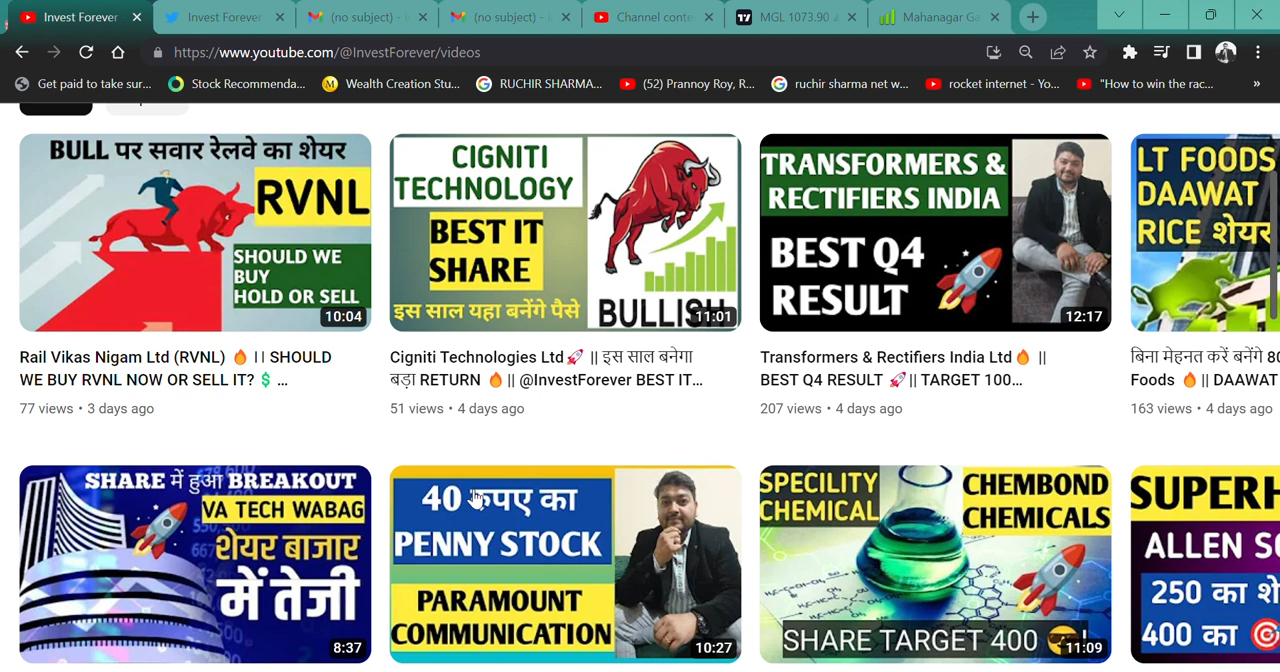 Invest Forever
Invest Forever
(no subject) -
(no subject) -
Channel conte
MGL 1073.90
Mahanagar Ga
https://www.youtube.com/@InvestForever/videos
Get paid to take sur...
Stock Recommenda...
Wealth Creation Stu...
RUCHIR SHARMA...
(52) Prannoy Roy, R...
ruchir sharma net w...
rocket internet - Yo...
"How to win the rac...
»
BULL पर सवार रेलवे का शेयर
RVNL
SHOULD WE
BUY
HOLD OR SELL
10:04
CIGNITI
TECHNOLOGY
BEST IT
SHARE
इस साल यहा बनेंगे पैसे
BULLISH
11:01
TRANSFORMERS &
RECTIFIERS INDIA
BEST Q4
RESULT
12:17
LT FOODS
DAAWAT
RICE शेयर
Rail Vikas Nigam Ltd (RVNL) 🔥 I I SHOULD
WE BUY RVNL NOW OR SELL IT? 💲 ...
77 views • 3 days ago
Cigniti Technologies Ltd🚀 || इस साल बनेगा
बड़ा RETURN 🔥 || @InvestForever BEST IT...
51 views • 4 days ago
Transformers & Rectifiers India Ltd🔥 ||
BEST Q4 RESULT 🚀|| TARGET 100...
207 views • 4 days ago
बिना मेहनत करें बनेंगे 80
Foods 🔥 || DAAWAT
163 views • 4 days ago
SHARE में हुआ BREAKOUT
VA TECH WABAG
शेयर बाजार
में तेजी
8:37
40 रुपए का
PENNY STOCK
PARAMOUNT
COMMUNICATION
10:27
SPECILITY
CHEMICAL
CHEMBOND
CHEMICALS
SHARE TARGET 400
11:09
SUPERH
ALLEN SO
250 का शे
400 का